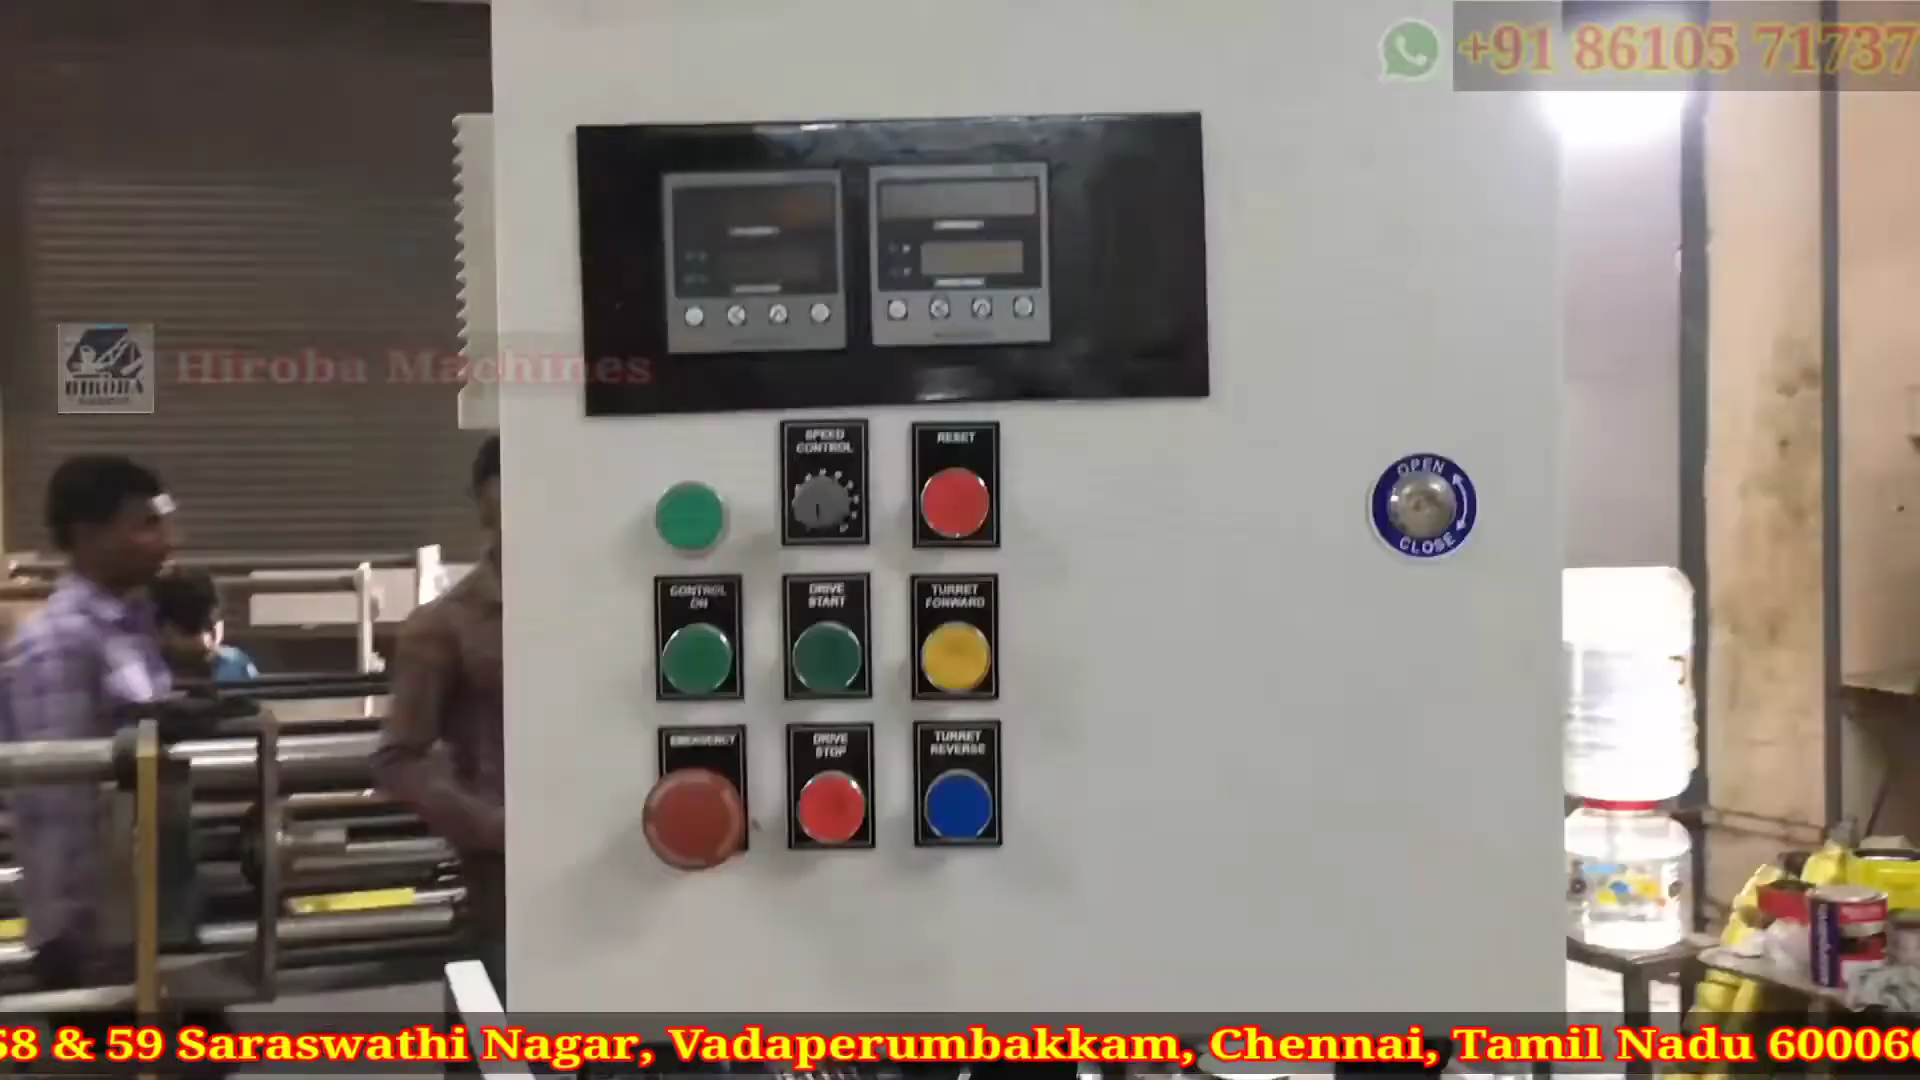 +91 86105 71737
Hiroba Machines
HIROBA
SPEED
CONTROL
RESET
OPEN
CLOSE
CONTROL
ON
DRIVE
START
TURRET
FORWARD
EMERGENCY
DRIVE
STOP
TURRET
REVERSE
58 & 59 Saraswathi Nagar, Vadaperumbakkam, Chennai, Tamil Nadu 600060